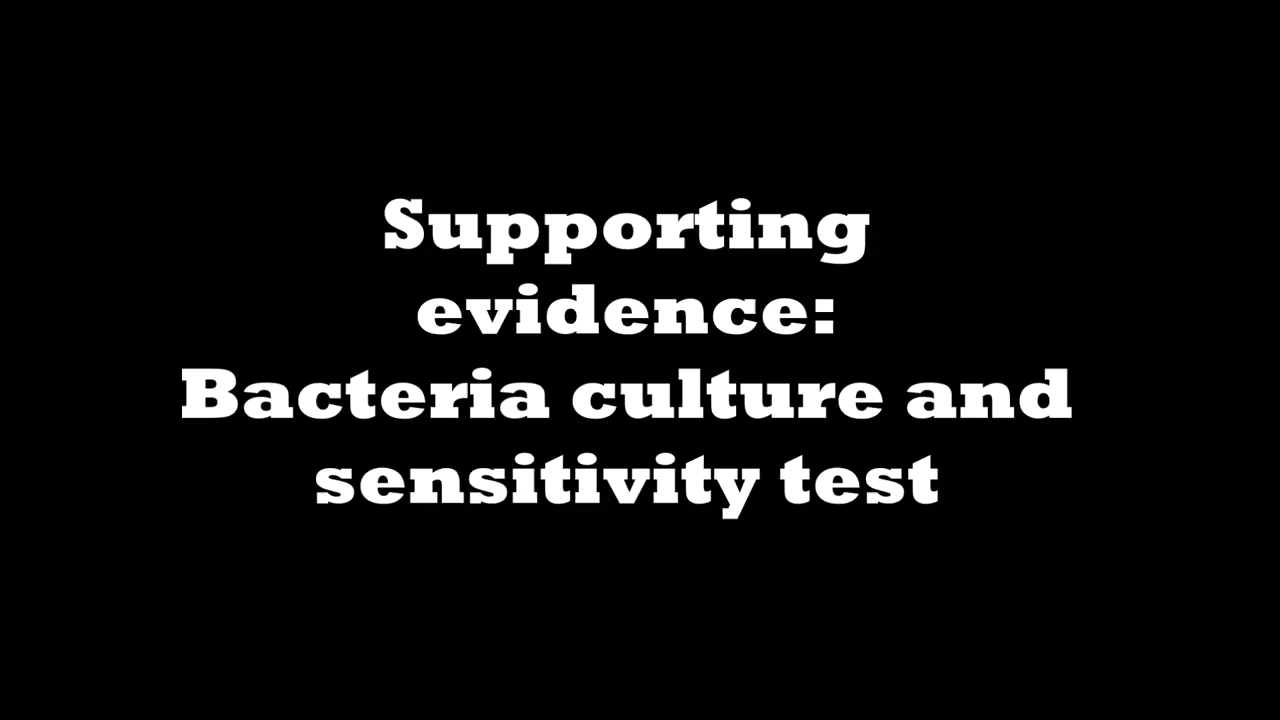 Supporting
evidence:
Bacteria culture and
sensitivity test